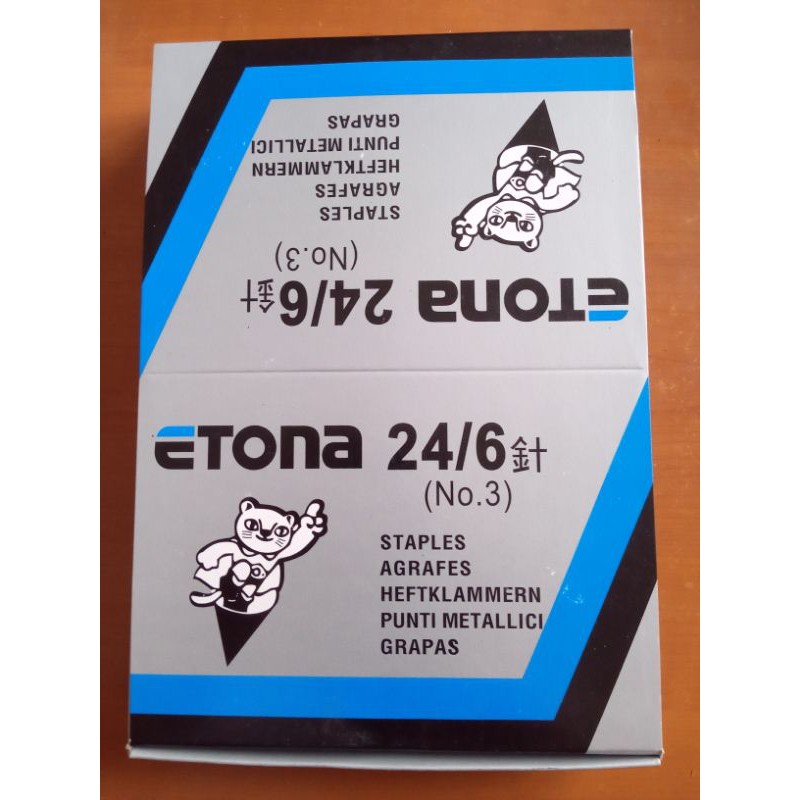 GRAPAS
PUNTI METALLICI
HEFTKLAMMERN
AGRAFES
STAPLES
(No.3)
ETONA 24/6針
ETONA 24/6針
(No.3)
STAPLES
AGRAFES
HEFTKLAMMERN
PUNTI METALLICI
GRAPAS